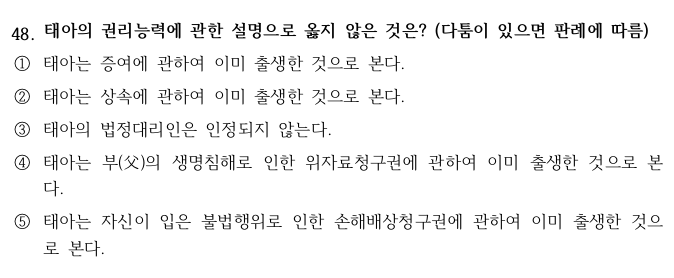 48. 태아의 권리능력에 관한 설명으로 옳지 않은 것은? (다툼이 있으면 판례에 따름)
① 태아는 증여에 관하여 이미 출생한 것으로 본다.
② 태아는 상속에 관하여 이미 출생한 것으로 본다.
③ 태아의 법정대리인은 인정되지 않는다.
④ 태아는 부(父)의 생명침해로 인한 위자료청구권에 관하여 이미 출생한 것으로 본
다.
⑤ 태아는 자신이 입은 불법행위로 인한 손해배상청구권에 관하여 이미 출생한 것으
로 본다.